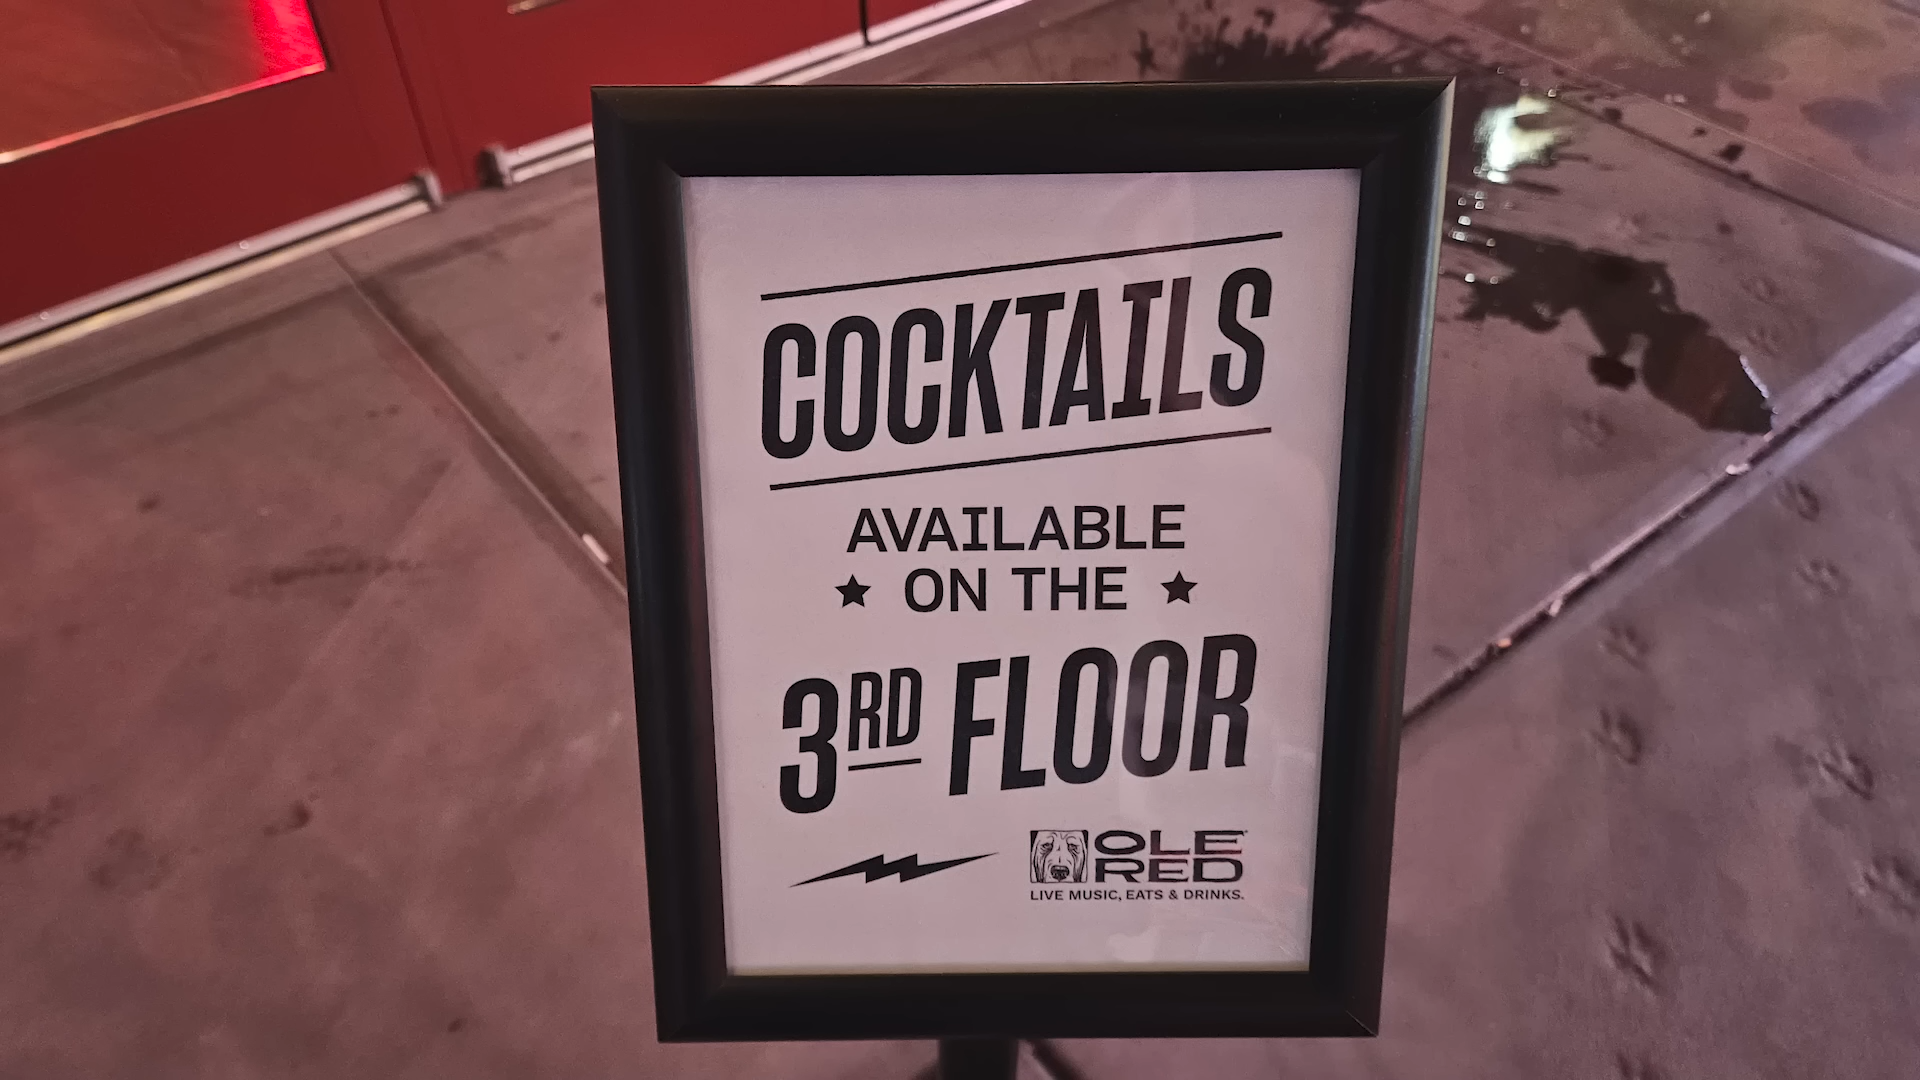 COCKTAILS
AVAILABLE
★ ON THE ★
3RD FLOOR
OLE
RED
LIVE MUSIC, EATS & DRINKS.